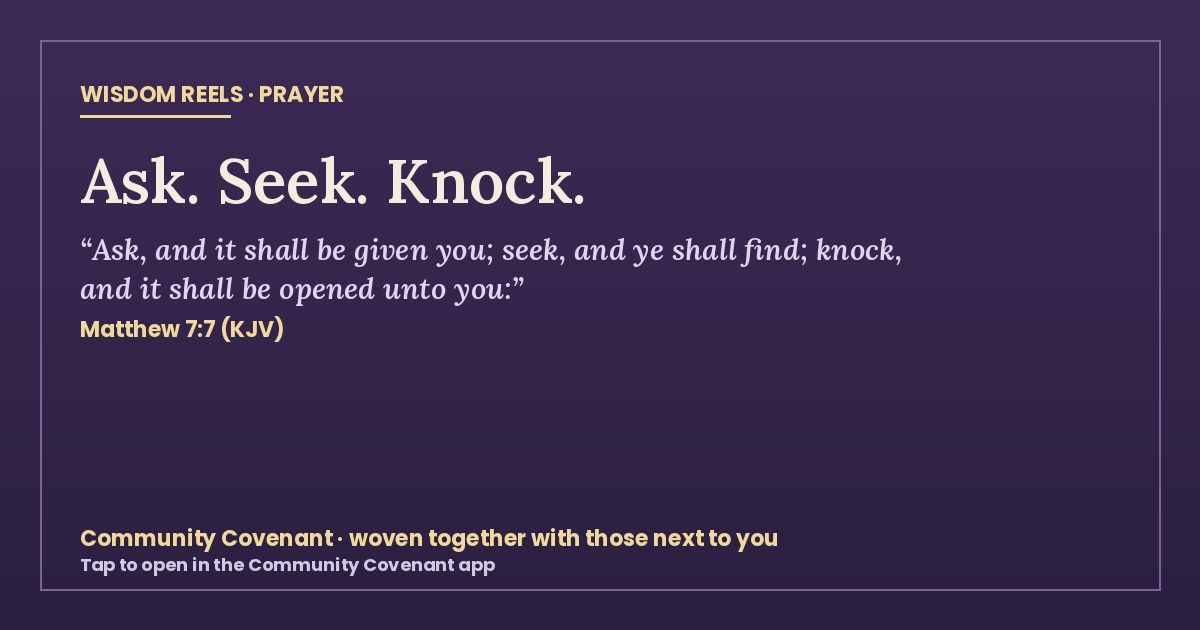 WISDOM REELS · PRAYER
Ask. Seek. Knock.
“Ask, and it shall be given you; seek, and ye shall find; knock,
and it shall be opened unto you:”
Matthew 7:7 (KJV)
Community Covenant · woven together with those next to you
Tap to open in the Community Covenant app